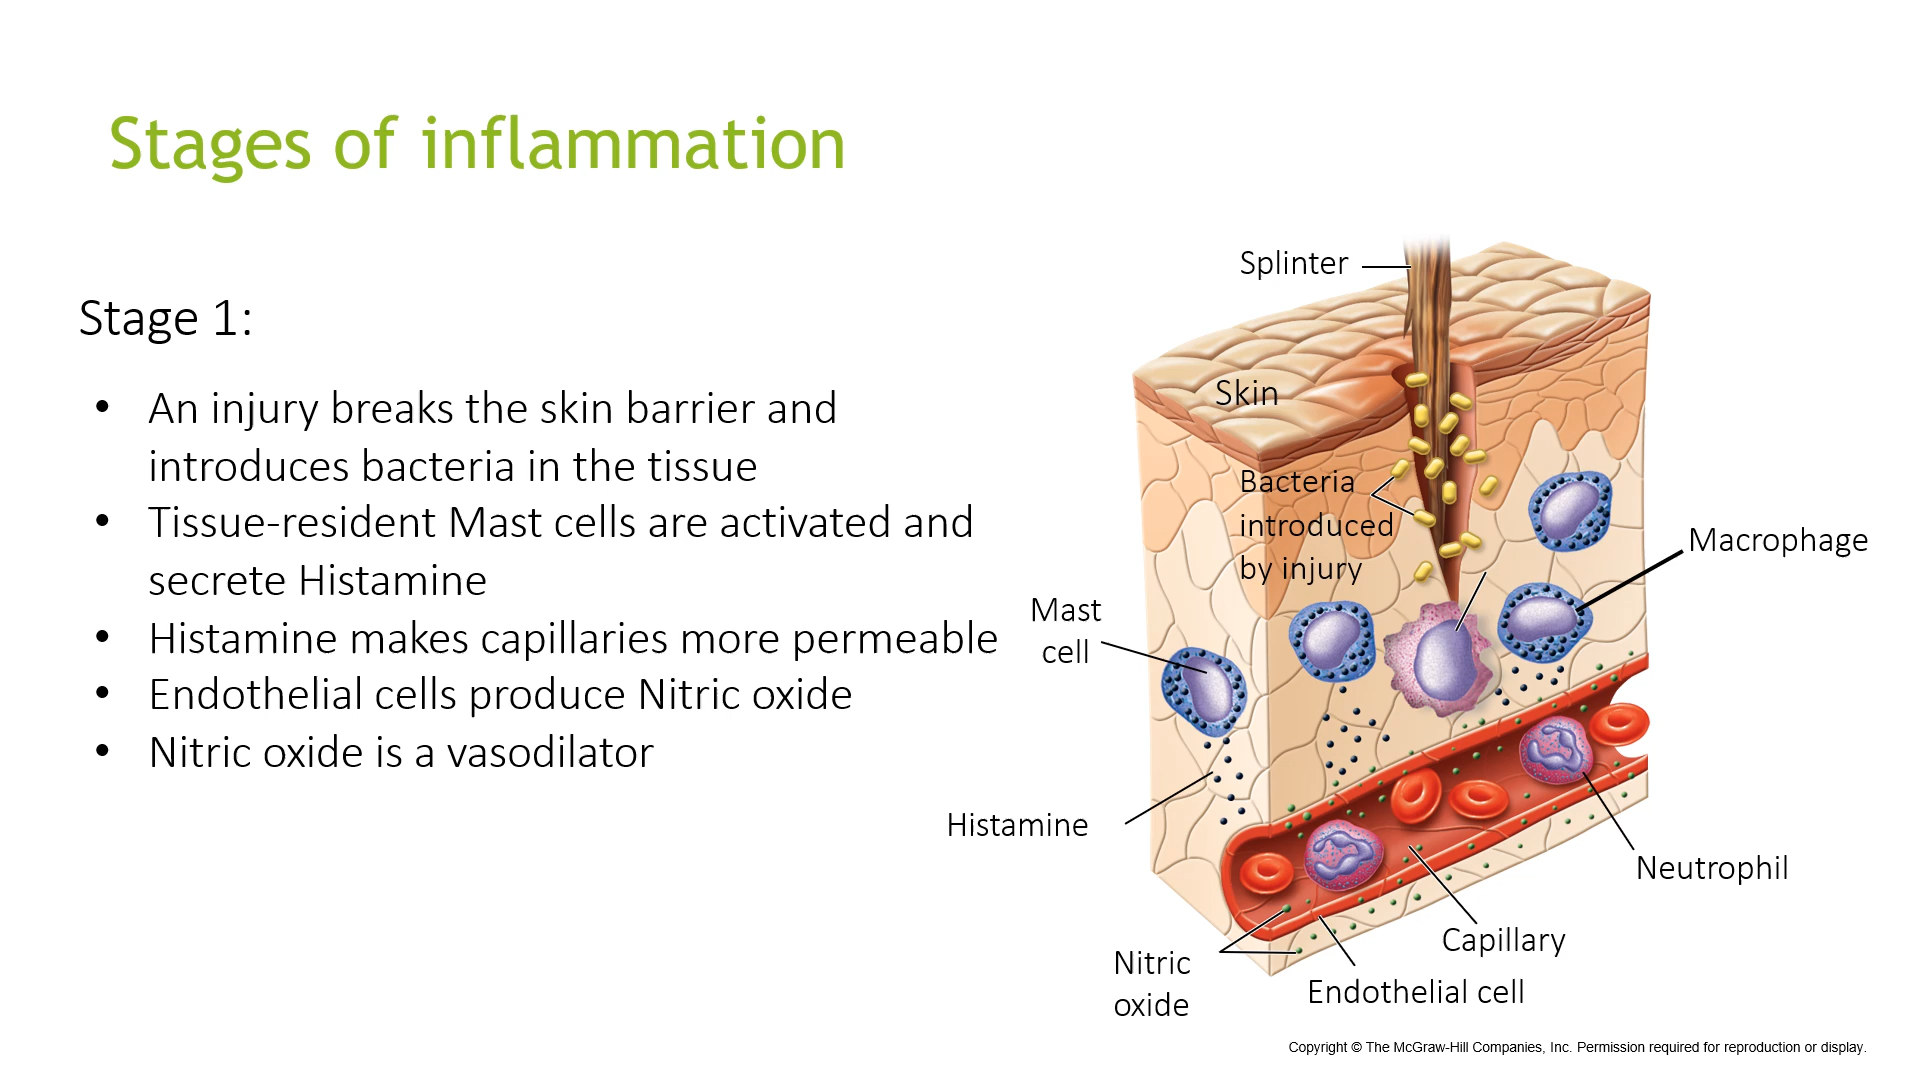 Stages of inflammation
Stage 1:
• An injury breaks the skin barrier and
introduces bacteria in the tissue
• Tissue-resident Mast cells are activated and
secrete Histamine
• Histamine makes capillaries more permeable
• Endothelial cells produce Nitric oxide
• Nitric oxide is a vasodilator
Splinter
Skin
Bacteria
introduced
by injury
Macrophage
Mast
cell
Histamine
Neutrophil
Capillary
Nitric
oxide
Endothelial cell
Copyright © The McGraw-Hill Companies, Inc. Permission required for reproduction or display.